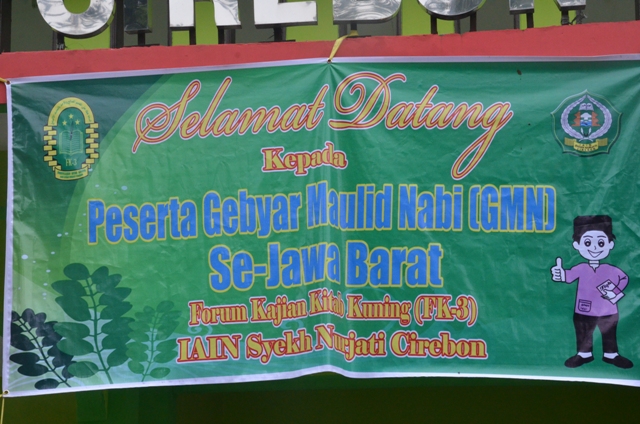 Selamat Datang
Kepada
Peserta Gebyar Maulid Nabi (GMN)
Se-Jawa Barat
Forum Kajian Kitab Kuning (FK-3)
IAIN Syekh Nurjati Cirebon